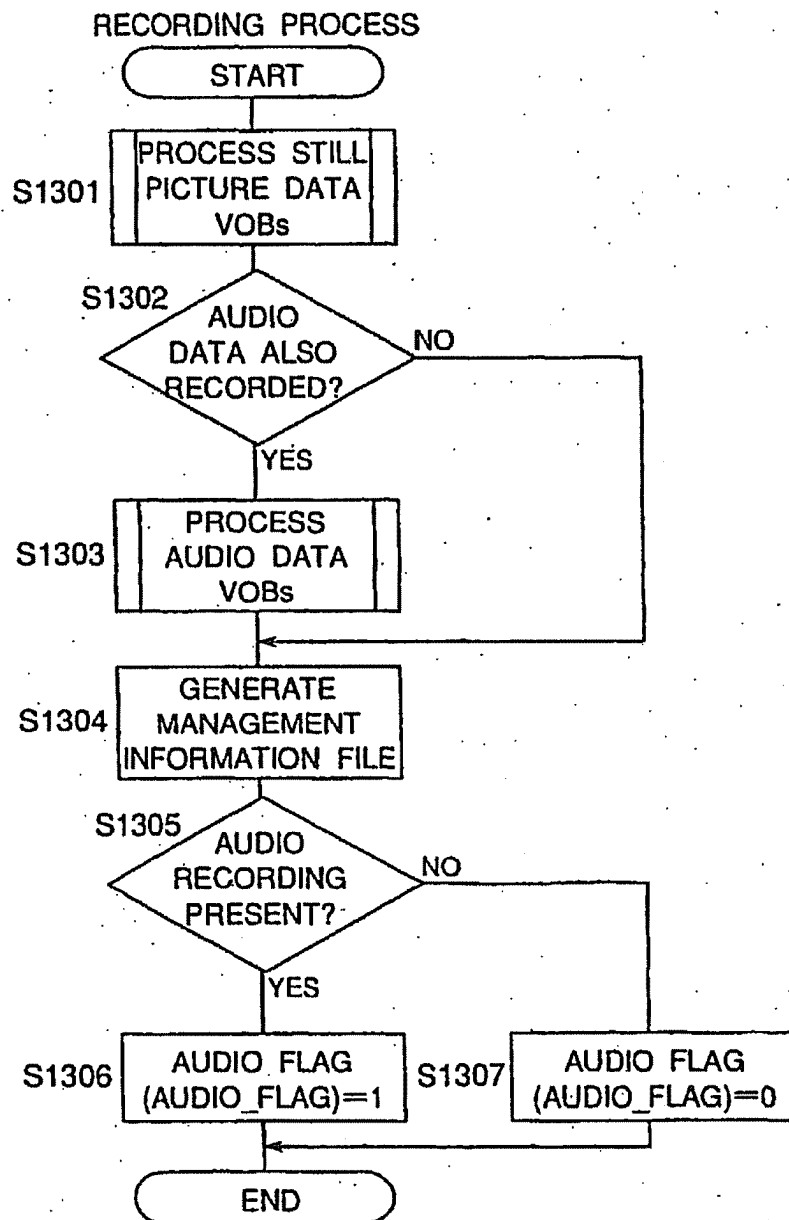 RECORDING PROCESS
START
S1301
PROCESS STILL
PICTURE DATA
VOBs
S1302
AUDIO
DATA ALSO
RECORDED?
NO
YES
S1303
PROCESS
AUDIO DATA
VOBs
S1304
GENERATE
MANAGEMENT
INFORMATION FILE
S1305
AUDIO
RECORDING
PRESENT?
NO
YES
S1306
AUDIO FLAG
(AUDIO_FLAG)=1
S1307
AUDIO FLAG
(AUDIO_FLAG)=0
END